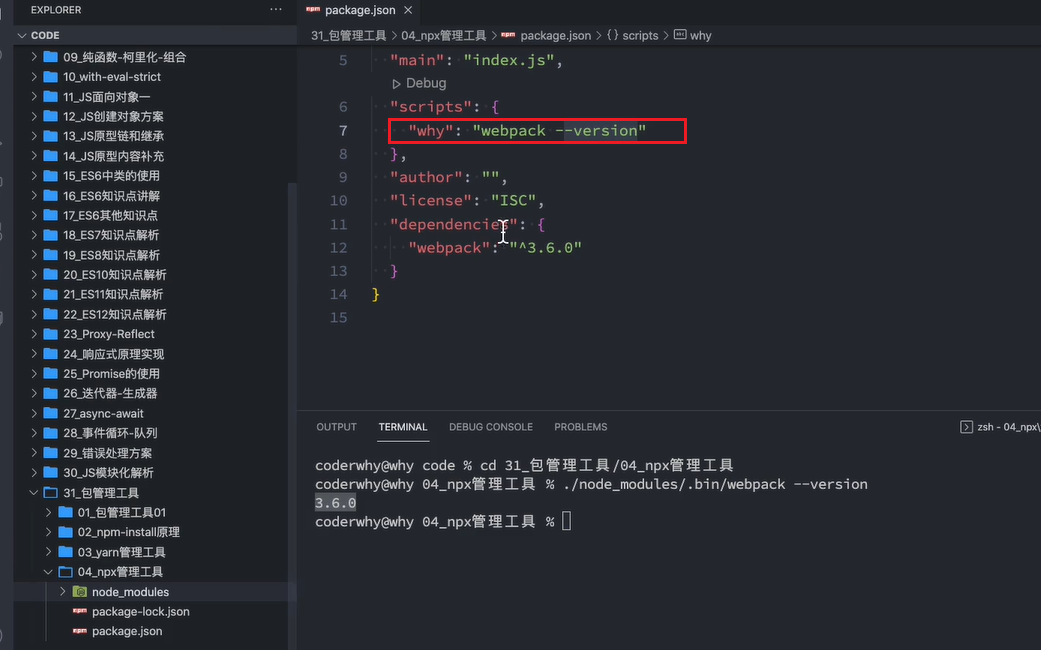 EXPLORER
···
CODE
09_纯函数-柯里化-组合
10_with-eval-strict
11_JS面向对象一
12_JS创建对象方案
13_JS原型链和继承
14_JS原型内容补充
15_ES6中类的使用
16_ES6知识点讲解
17_ES6其他知识点
18_ES7知识点解析
19_ES8知识点解析
20_ES10知识点解析
21_ES11知识点解析
22_ES12知识点解析
23_Proxy-Reflect
24_响应式原理实现
25_Promise的使用
26_迭代器-生成器
27_async-await
28_事件循环-队列
29_错误处理方案
30_JS模块化解析
31_包管理工具
01_包管理工具01
02_npm-install原理
03_yarn管理工具
04_npx管理工具
node_modules
npm package-lock.json
npm package.json
npm package.json
31_包管理工具 > 04_npx管理工具 > npm package.json > {} scripts > why
5 "main": "index.js",
Debug
6 "scripts": {
7 "why": "webpack --version"
8 },
9 "author": "",
10 "license": "ISC",
11 "dependencies": {
12 "webpack": "^3.6.0"
13 }
14 }
15
OUTPUT TERMINAL DEBUG CONSOLE PROBLEMS
zsh - 04_npx\
coderwhy@why code % cd 31_包管理工具/04_npx管理工具
coderwhy@why 04_npx管理工具 % ./node_modules/.bin/webpack --version
3.6.0
coderwhy@why 04_npx管理工具 %